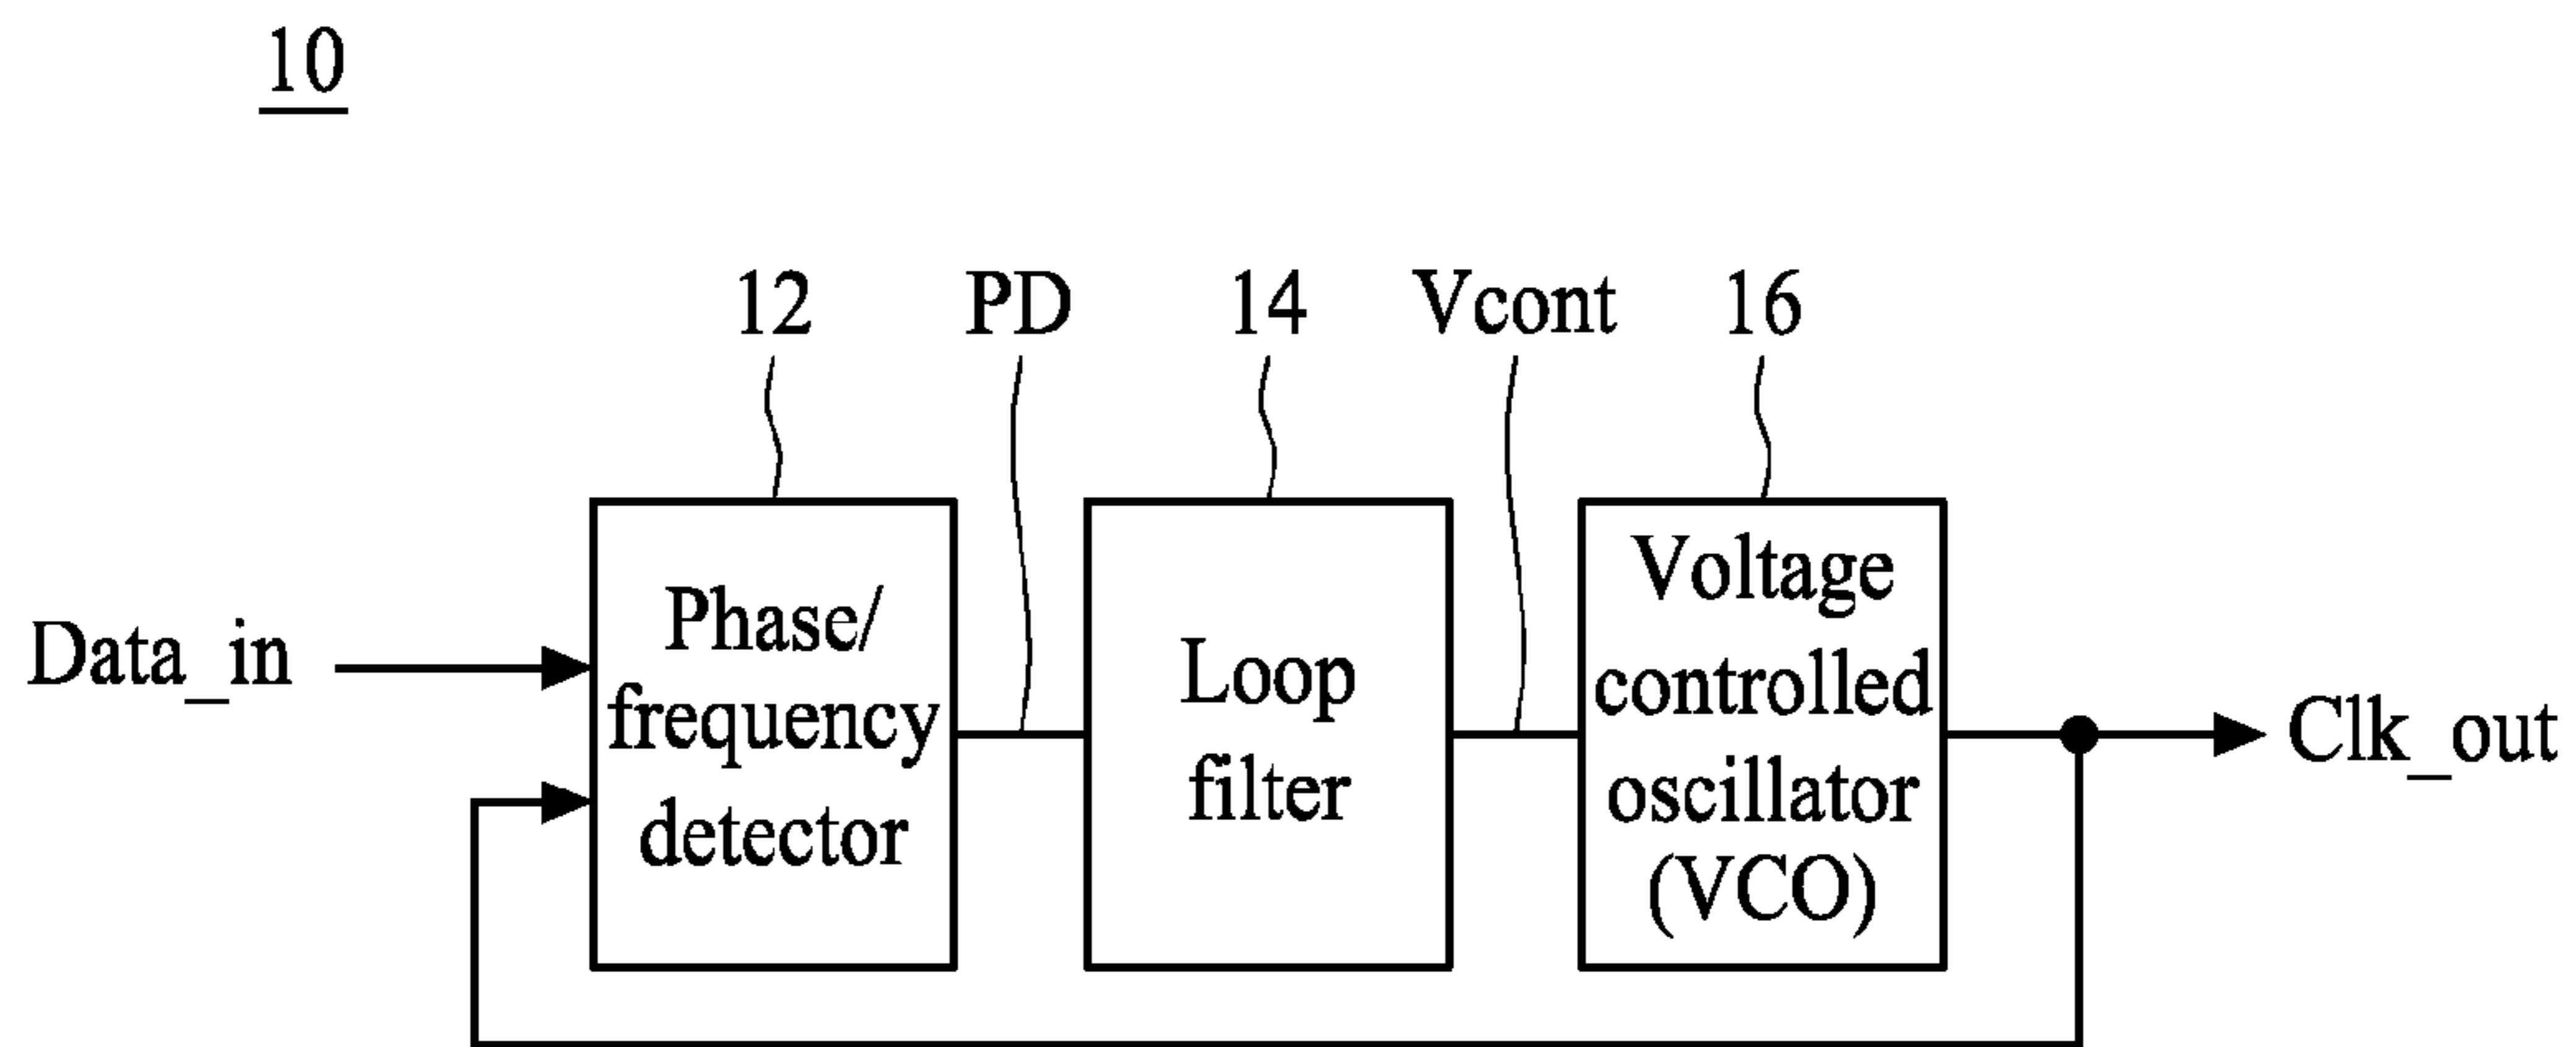 10
12
PD
14
Vcont
16
Data_in
Phase/
frequency
detector
Loop
filter
Voltage
controlled
oscillator
(VCO)
Clk_out